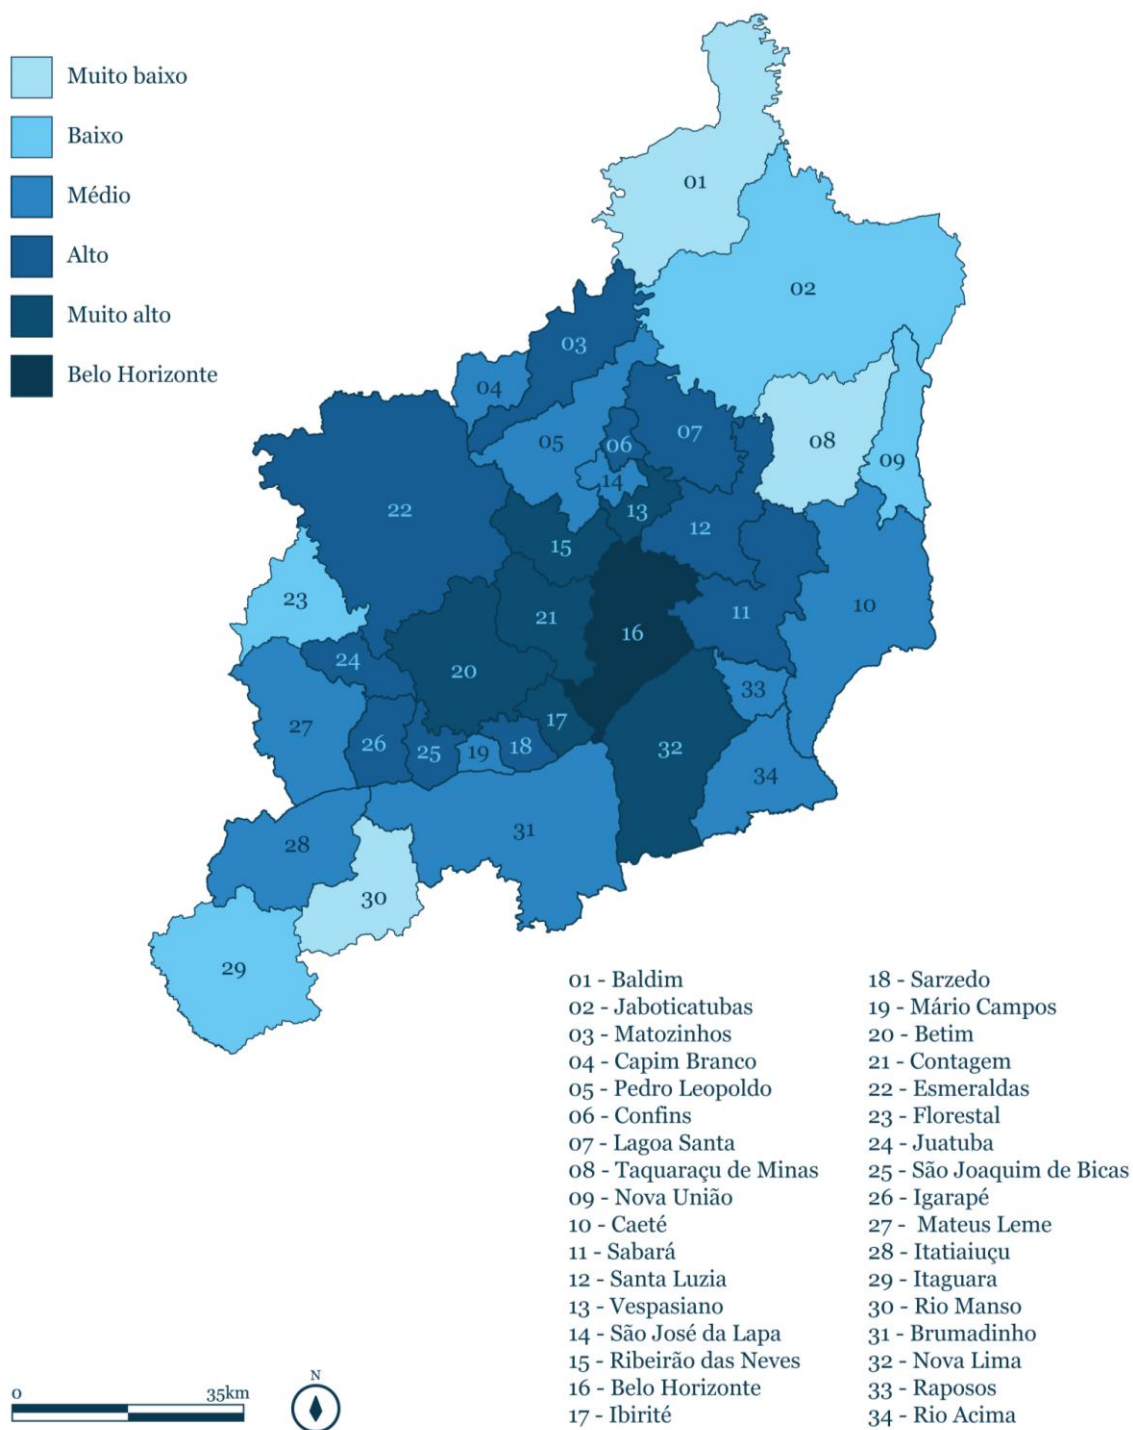 Muito baixo
Baixo
Médio
Alto
Muito alto
Belo Horizonte
01
02
03
04
05
06
07
08
09
14
13
22
12
15
23
21
16
11
10
24
20
33
27
26
25
19
18
17
32
34
31
28
30
29
01 - Baldim
02 - Jaboticatubas
03 - Matozinhos
04 - Capim Branco
05 - Pedro Leopoldo
06 - Confins
07 - Lagoa Santa
08 - Taquaraçu de Minas
09 - Nova União
10 - Caeté
11 - Sabará
12 - Santa Luzia
13 - Vespasiano
14 - São José da Lapa
15 - Ribeirão das Neves
16 - Belo Horizonte
17 - Ibirité
18 - Sarzedo
19 - Mário Campos
20 - Betim
21 - Contagem
22 - Esmeraldas
23 - Florestal
24 - Juatuba
25 - São Joaquim de Bicas
26 - Igarapé
27 - Mateus Leme
28 - Itatiaiuçu
29 - Itaguara
30 - Rio Manso
31 - Brumadinho
32 - Nova Lima
33 - Raposos
34 - Rio Acima
0 35km
N